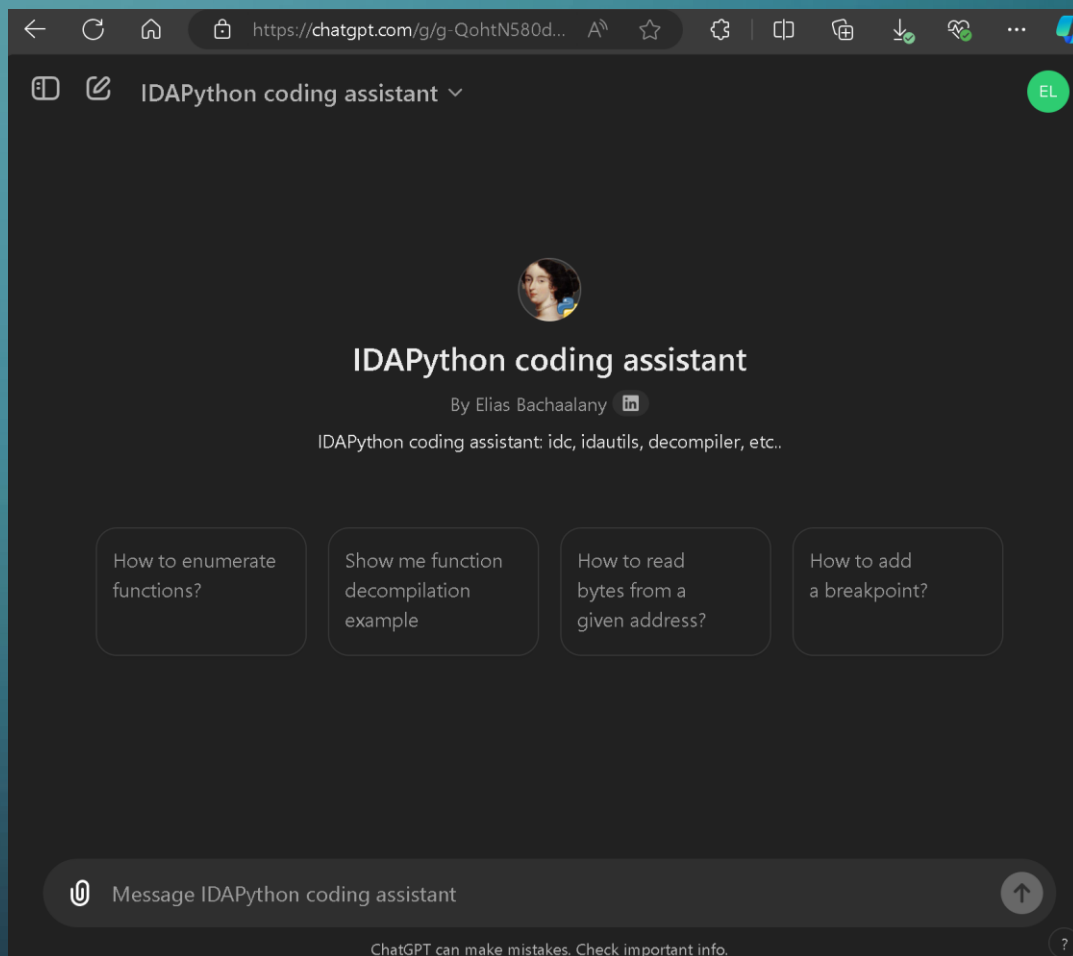 https://chatgpt.com/g/g-QohtN580d...
IDAPython coding assistant
EL
IDAPython coding assistant
By Elias Bachaalany in
IDAPython coding assistant: idc, idautils, decompiler, etc..
How to enumerate
functions?
Show me function
decompilation
example
How to read
bytes from a
given address?
How to add
a breakpoint?
Message IDAPython coding assistant
ChatGPT can make mistakes. Check important info.
?